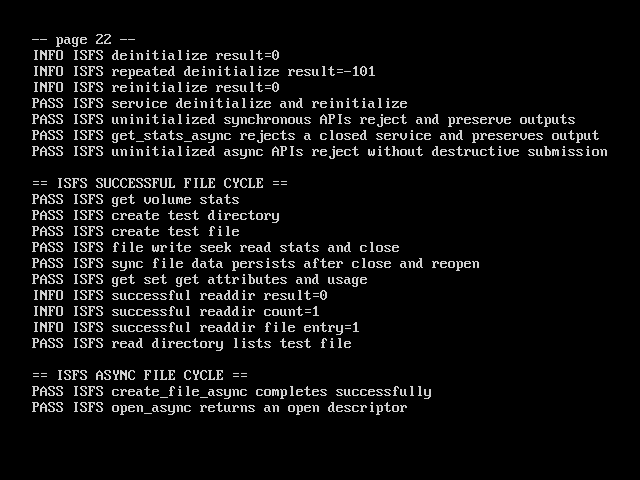 -- page 22 --
INFO ISFS deinitialize result=0
INFO ISFS repeated deinitialize result=-101
INFO ISFS reinitialize result=0
PASS ISFS service deinitialize and reinitialize
PASS ISFS uninitialized synchronous APIs reject and preserve outputs
PASS ISFS get_stats_async rejects a closed service and preserves output
PASS ISFS uninitialized async APIs reject without destructive submission
== ISFS SUCCESSFUL FILE CYCLE ==
PASS ISFS get volume stats
PASS ISFS create test directory
PASS ISFS create test file
PASS ISFS file write seek read stats and close
PASS ISFS sync file data persists after close and reopen
PASS ISFS get set get attributes and usage
INFO ISFS successful readdir result=0
INFO ISFS successful readdir count=1
INFO ISFS successful readdir file entry=1
PASS ISFS read directory lists test file
== ISFS ASYNC FILE CYCLE ==
PASS ISFS create_file_async completes successfully
PASS ISFS open_async returns an open descriptor